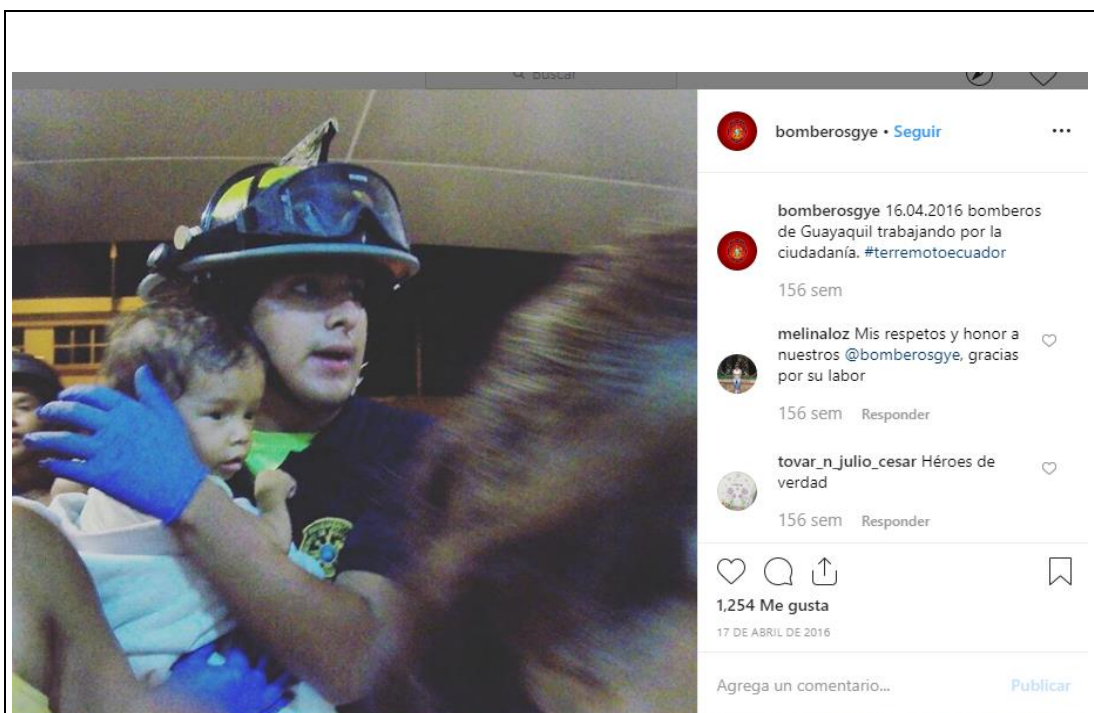 Buscar
bomberosgye • Seguir
bomberosgye 16.04.2016 bomberos
de Guayaquil trabajando por la
ciudadanía. #terremotoecuador
156 sem
melinaloz Mis respetos y honor a
nuestros @bomberosgye, gracias
por su labor
156 sem Responder
tovar_n_julio_cesar Héroes de
verdad
156 sem Responder
1,254 Me gusta
17 DE ABRIL DE 2016
Agrega un comentario... Publicar